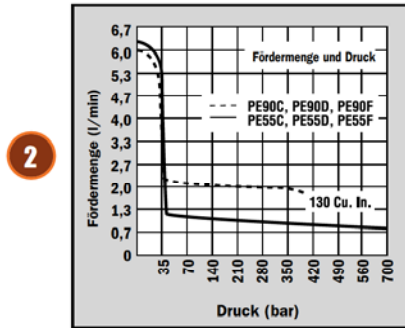 2
Fördermenge (l/min)
6,7
6,0
5,3
4,7
4,0
3,3
2,7
2,0
1,3
0,7
0
Fördermenge und Druck
PE90C, PE90D, PE90F
PE55C, PE55D, PE55F
130 Cu. In.
35 70 140 210 280 350 420 490 560 630 700
Druck (bar)